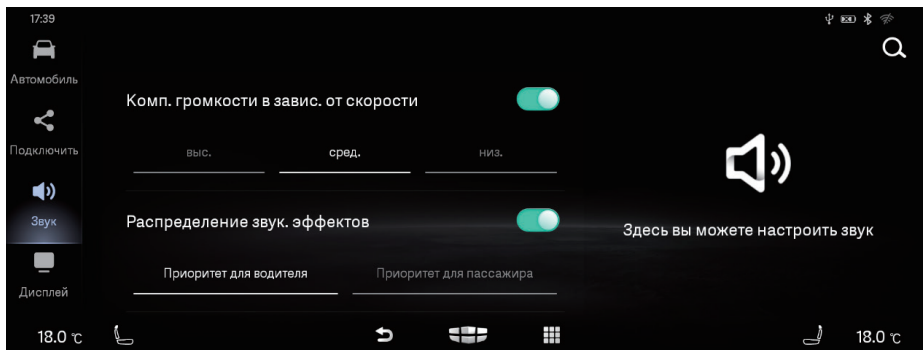 17:39
Автомобиль
Подключить
Звук
Дисплей
Комп. громкости в завис. от скорости
выс. сред. низ.
Распределение звук. эффектов
Приоритет для водителя Приоритет для пассажира
Здесь вы можете настроить звук
18.0 ℃ 18.0 ℃